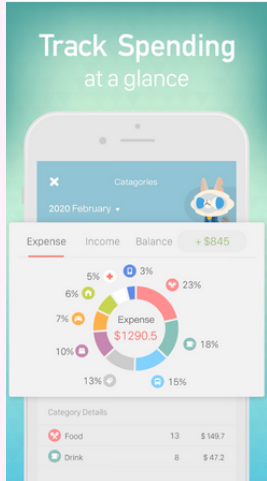 Track Spending
at a glance
Catagories
2020 February
Expense Income Balance + $845
5% 3%
6% 23%
7% Expense
$1290.5
10% 18%
13% 15%
Category Details
Food 13 $149.7
Drink 8 $47.2